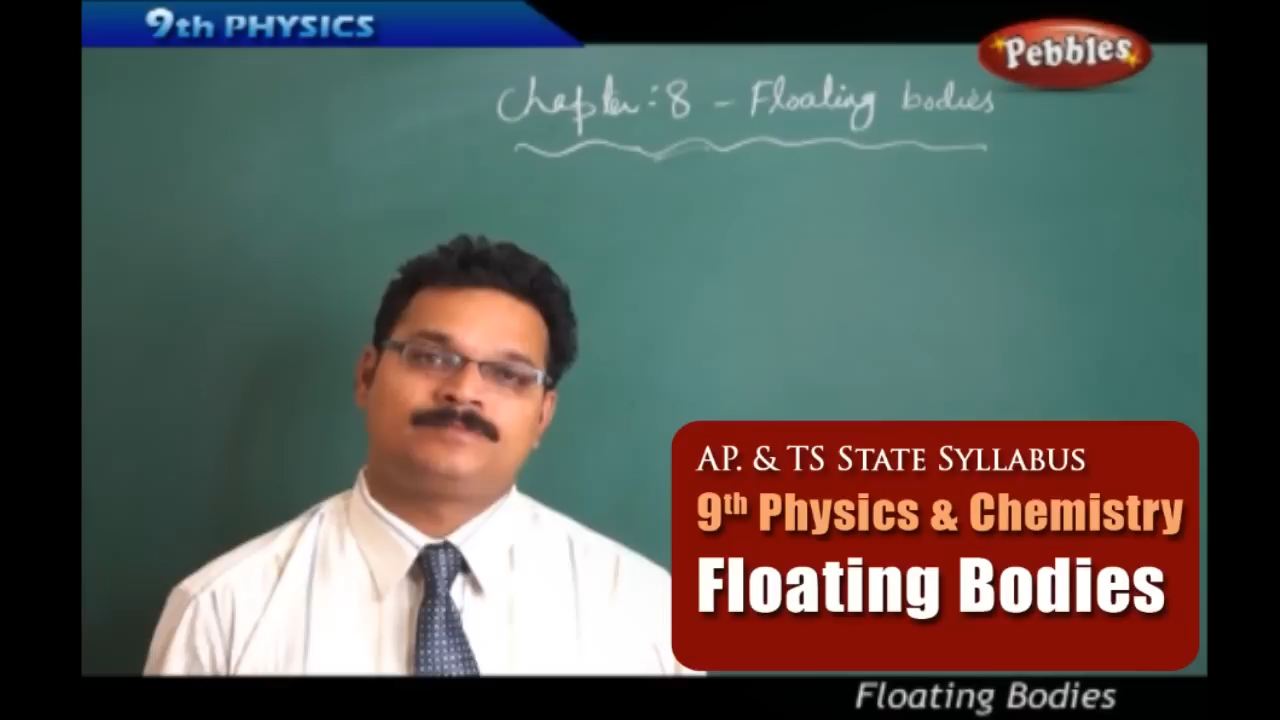 9th PHYSICS
Pebbles
Chapter:8 - Floating bodies
AP. & TS STATE SYLLABUS
9th Physics & Chemistry
Floating Bodies
Floating Bodies